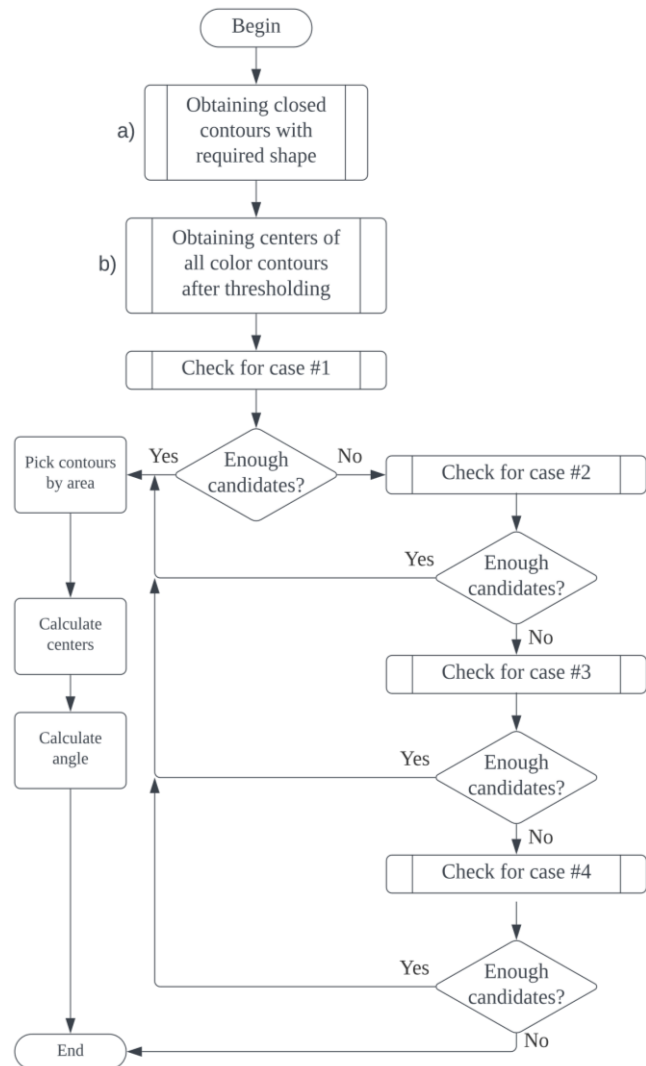 Begin
a)
Obtaining closed
contours with
required shape
b)
Obtaining centers of
all color contours
after thresholding
Check for case #1
Enough
candidates?
Yes
No
Pick contours
by area
Check for case #2
Enough
candidates?
Yes
No
Calculate
centers
Check for case #3
Calculate
angle
Enough
candidates?
Yes
No
Check for case #4
Enough
candidates?
Yes
No
End